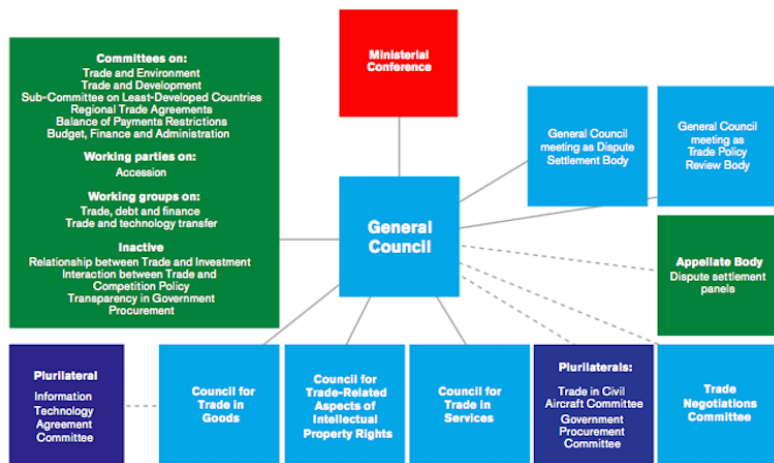 Ministerial
Conference
Committees on:
Trade and Environment
Trade and Development
Sub-Committee on Least-Developed Countries
Regional Trade Agreements
Balance of Payments Restrictions
Budget, Finance and Administration
Working parties on:
Accession
Working groups on:
Trade, debt and finance
Trade and technology transfer
Inactive
Relationship between Trade and Investment
Interaction between Trade and
Competition Policy
Transparency in Government
Procurement
General Council
meeting as Dispute
Settlement Body
General Council
meeting as
Trade Policy
Review Body
General
Council
Appellate Body
Dispute settlement
panels
Plurilateral
Information
Technology
Agreement
Committee
Council for
Trade in
Goods
Council for
Trade-Related
Aspects of
Intellectual
Property Rights
Council for
Trade in
Services
Plurilaterals:
Trade in Civil
Aircraft Committee
Government
Procurement
Committee
Trade
Negotiations
Committee